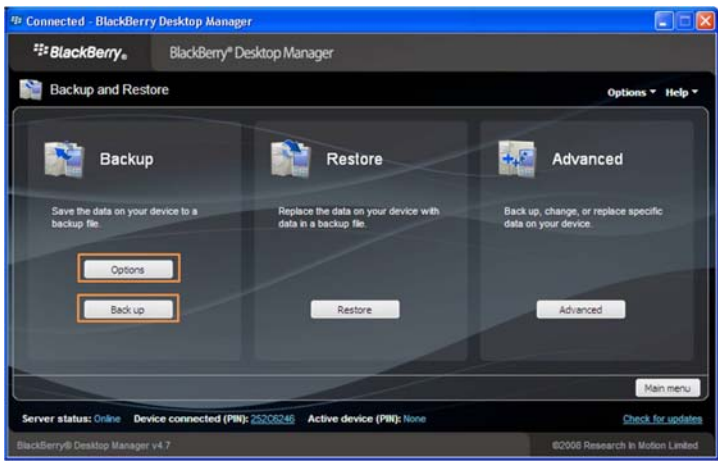 Connected - BlackBerry Desktop Manager
BlackBerry® BlackBerry® Desktop Manager
Backup and Restore Options Help
Backup Restore Advanced
Save the data on your device to a
backup file.
Replace the data on your device with
data in a backup file.
Back up, change, or replace specific
data on your device.
Options
Back up Restore Advanced
Main menu
Server status: Online Device connected (PIN): 252C6246 Active device (PIN): None Check for updates
BlackBerry® Desktop Manager v4.7 ©2008 Research In Motion Limited